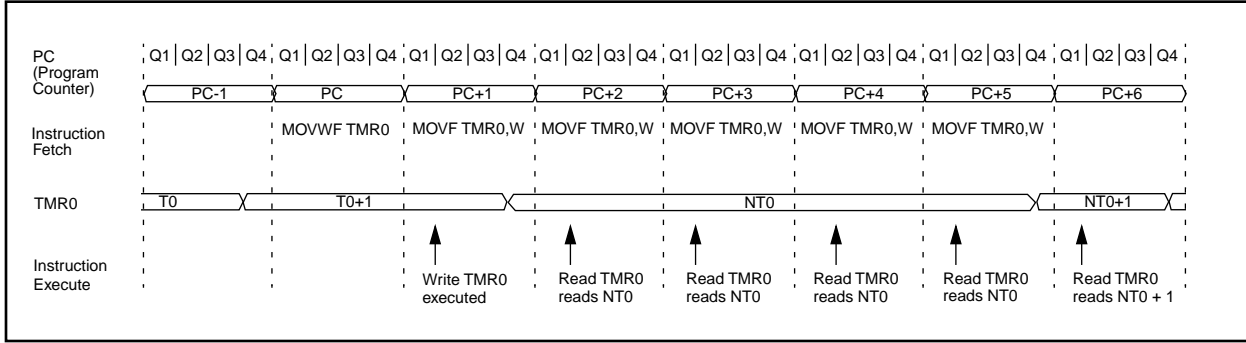 PC
(Program
Counter)
Q1 Q2 Q3 Q4 Q1 Q2 Q3 Q4 Q1 Q2 Q3 Q4 Q1 Q2 Q3 Q4 Q1 Q2 Q3 Q4 Q1 Q2 Q3 Q4 Q1 Q2 Q3 Q4 Q1 Q2 Q3 Q4
PC-1 PC PC+1 PC+2 PC+3 PC+4 PC+5 PC+6
Instruction
Fetch
MOVWF TMR0 MOVF TMR0,W MOVF TMR0,W MOVF TMR0,W MOVF TMR0,W MOVF TMR0,W
TMR0
T0 T0+1 NT0 NT0+1
Instruction
Execute
Write TMR0
executed
Read TMR0
reads NT0
Read TMR0
reads NT0
Read TMR0
reads NT0
Read TMR0
reads NT0
Read TMR0
reads NT0 + 1